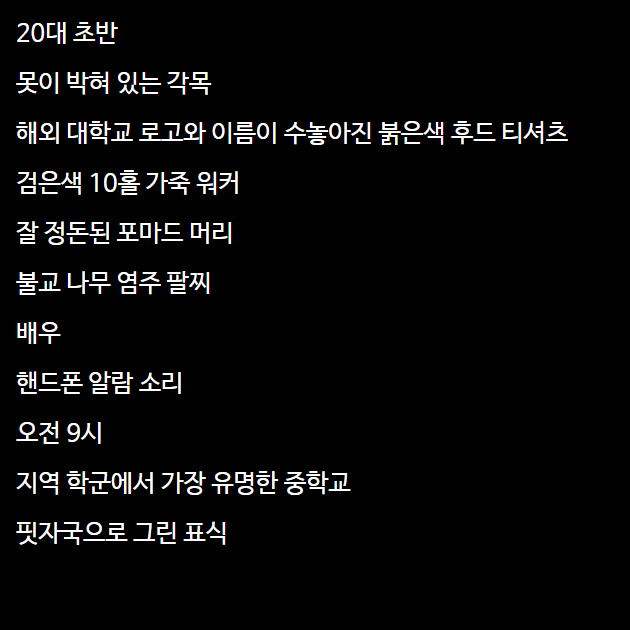 20대 초반
못이 박혀 있는 각목
해외 대학교 로고와 이름이 수놓아진 붉은색 후드 티셔츠
검은색 10홀 가죽 워커
잘 정돈된 포마드 머리
불교 나무 염주 팔찌
배우
핸드폰 알람 소리
오전 9시
지역 학군에서 가장 유명한 중학교
핏자국으로 그린 표식